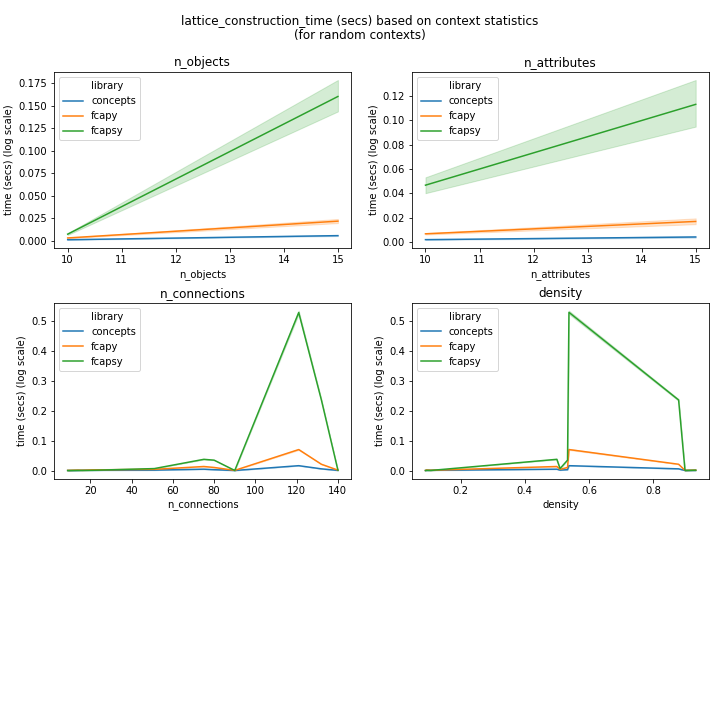 lattice_construction_time (secs) based on context statistics
(for random contexts)
n_objects
time (secs) (log scale)
0.175
0.150
0.125
0.100
0.075
0.050
0.025
0.000
library
concepts
fcapy
fcapsy
10 11 12 13 14 15
n_objects
n_attributes
time (secs) (log scale)
0.12
0.10
0.08
0.06
0.04
0.02
0.00
library
concepts
fcapy
fcapsy
10 11 12 13 14 15
n_attributes
n_connections
time (secs) (log scale)
0.5
0.4
0.3
0.2
0.1
0.0
library
concepts
fcapy
fcapsy
20 40 60 80 100 120 140
n_connections
density
time (secs) (log scale)
0.5
0.4
0.3
0.2
0.1
0.0
library
concepts
fcapy
fcapsy
0.2 0.4 0.6 0.8
density